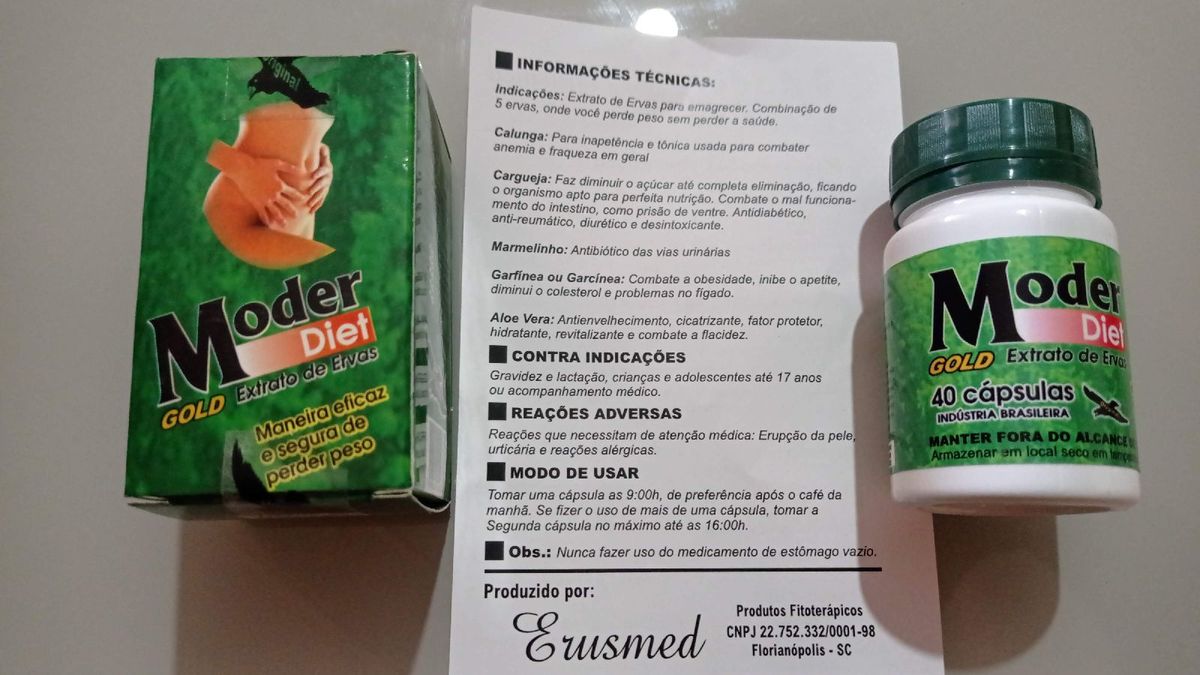 Original
Moder
Diet
GOLD Extrato de Ervas
Maneira eficaz
e segura de
perder peso
INFORMAÇÕES TÉCNICAS:
Indicações: Extrato de Ervas para emagrecer. Combinação de
5 ervas, onde você perde peso sem perder a saúde.
Calunga: Para inapetência e tônica usada para combater
anemia e fraqueza em geral
Cargueja: Faz diminuir o açúcar até completa eliminação, ficando
o organismo apto para perfeita nutrição. Combate o mal funciona-
mento do intestino, como prisão de ventre. Antidiabético,
anti-reumático, diurético e desintoxicante.
Marmelinho: Antibiótico das vias urinárias
Garfínea ou Garcínea: Combate a obesidade, inibe o apetite,
diminui o colesterol e problemas no fígado.
Aloe Vera: Antienvelhecimento, cicatrizante, fator protetor,
hidratante, revitalizante e combate a flacidez.
CONTRA INDICAÇÕES
Gravidez e lactação, crianças e adolescentes até 17 anos
ou acompanhamento médico.
REAÇÕES ADVERSAS
Reações que necessitam de atenção médica: Erupção da pele,
urticária e reações alérgicas.
MODO DE USAR
Tomar uma cápsula as 9:00h, de preferência após o café da
manhã. Se fizer o uso de mais de uma cápsula, tomar a
Segunda cápsula no máximo até as 16:00h.
Obs.: Nunca fazer uso do medicamento de estômago vazio.
Produzido por:
Erusmed
Produtos Fitoterápicos
CNPJ 22.752.332/0001-98
Florianópolis - SC
Moder
Diet
GOLD Extrato de Ervas
40 cápsulas
INDÚSTRIA BRASILEIRA
MANTER FORA DO ALCANCE
Armazenar em local seco em